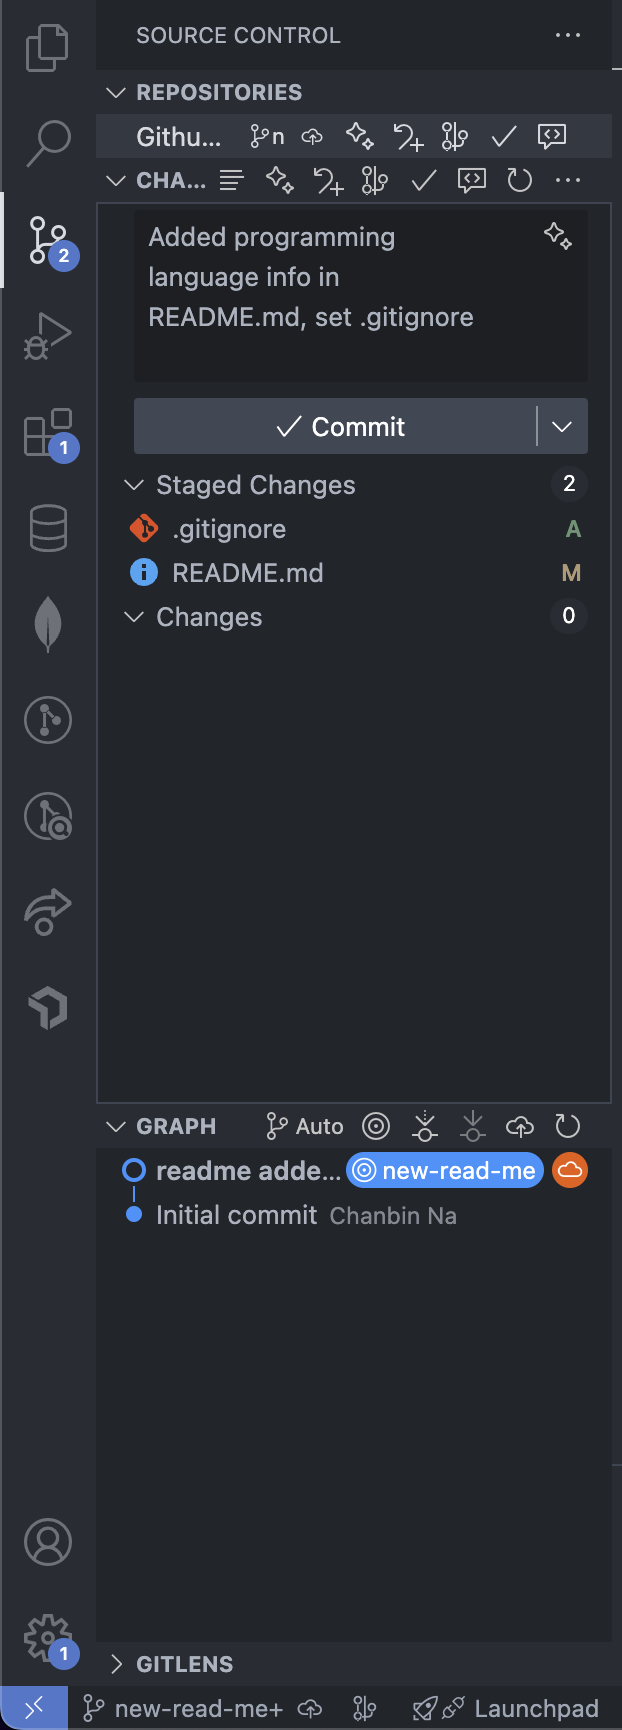 SOURCE CONTROL
REPOSITORIES
Githu... n
CHA...
Added programming
language info in
README.md, set .gitignore
2
Commit
Staged Changes 2
.gitignore A
README.md M
1
Changes 0
GRAPH Auto
readme adde... new-read-me
Initial commit Chanbin Na
1
GITLENS
new-read-me+ Launchpad